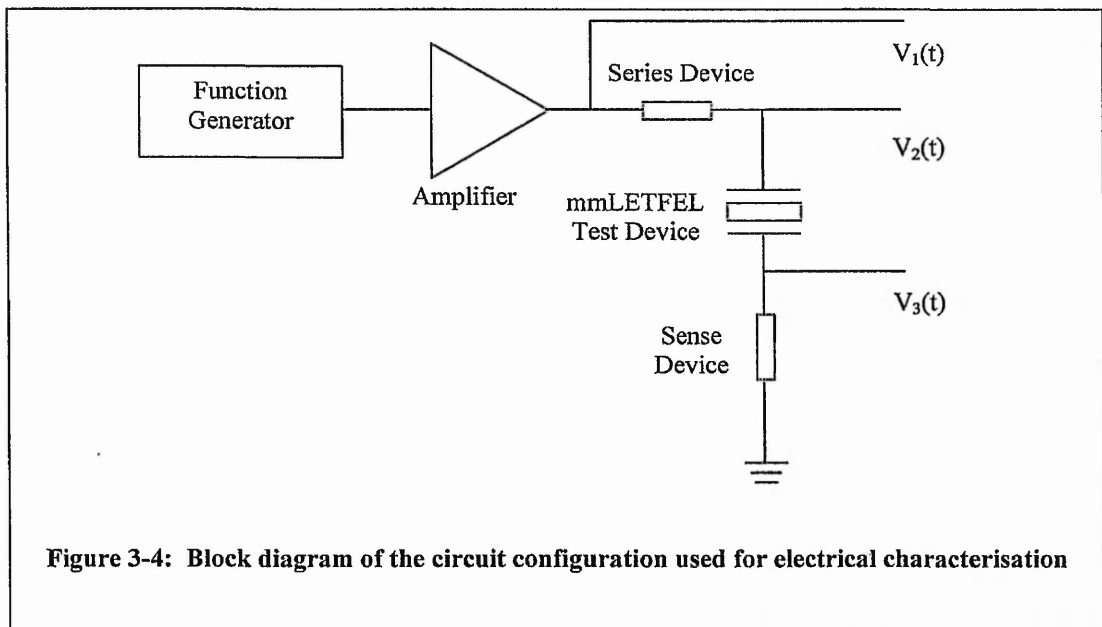 V₁(t)
Series Device
Function
Generator
V₂(t)
Amplifier
mmLETFEL
Test Device
V₃(t)
Sense
Device
Figure 3-4: Block diagram of the circuit configuration used for electrical characterisation